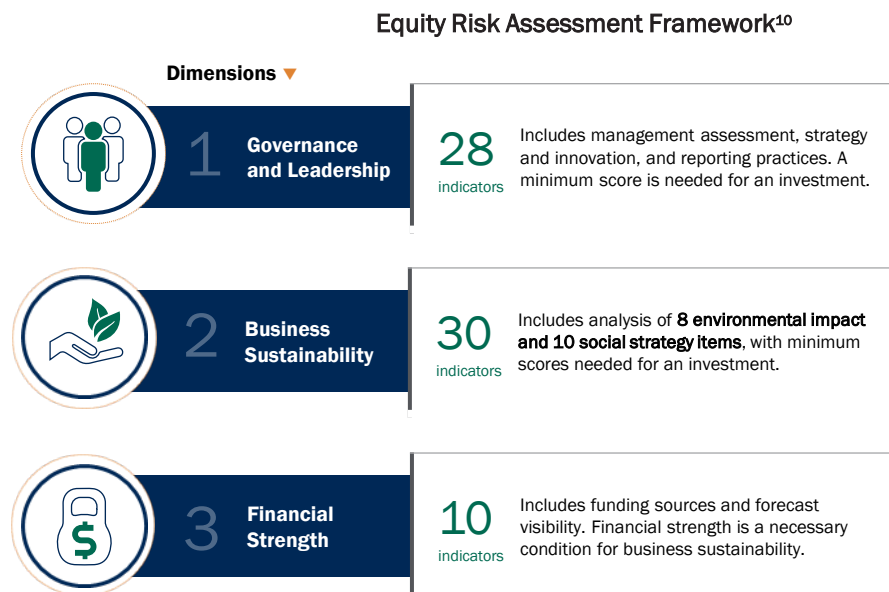 Equity Risk Assessment Framework¹⁰
Dimensions ▼
1
Governance
and Leadership
28
indicators
Includes management assessment, strategy
and innovation, and reporting practices. A
minimum score is needed for an investment.
2
Business
Sustainability
30
indicators
Includes analysis of 8 environmental impact
and 10 social strategy items, with minimum
scores needed for an investment.
3
Financial
Strength
10
indicators
Includes funding sources and forecast
visibility. Financial strength is a necessary
condition for business sustainability.
$